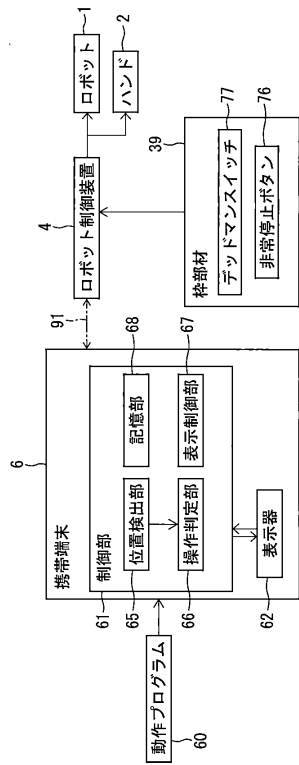 動作プログラム
60
携帯端末
6
制御部
61
位置検出部
65
記憶部
68
操作判定部
66
表示制御部
67
表示器
62
91
ロボット制御装置
4
ロボット
1
ハンド
2
枠部材
39
デッドマンスイッチ
77
非常停止ボタン
76